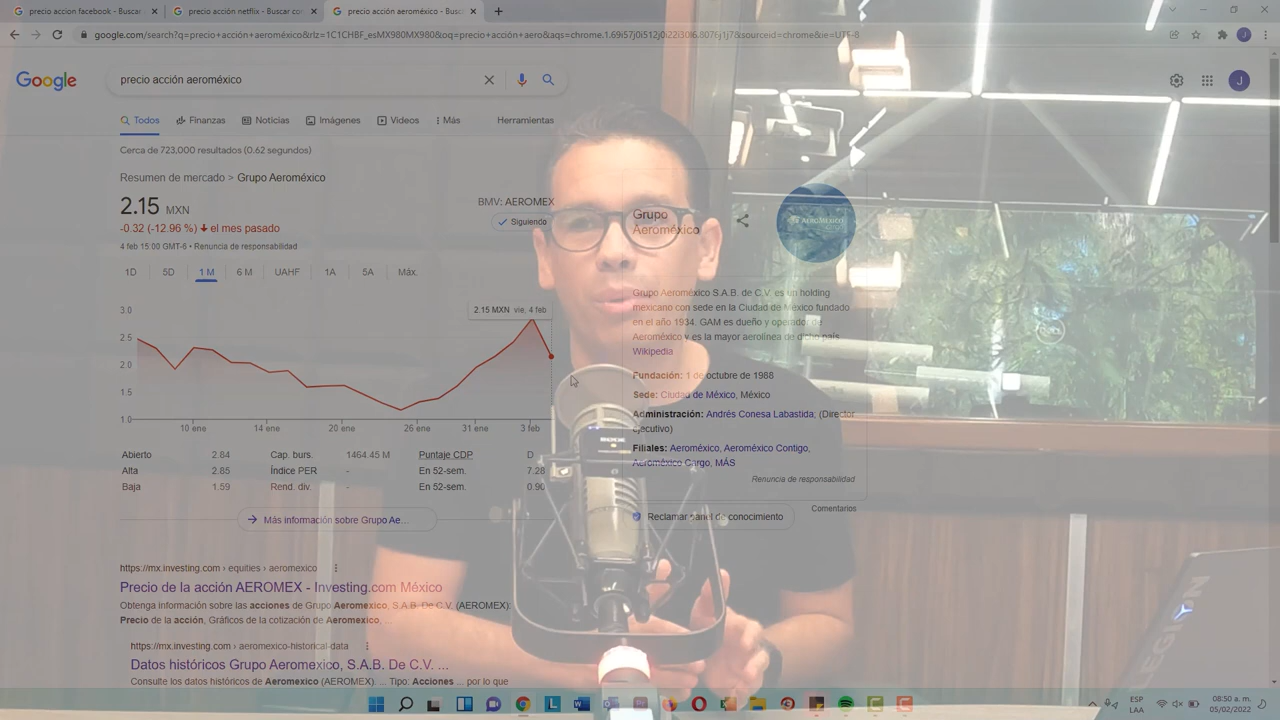 precio accion facebook - Buscar
precio acción netflix - Buscar co
precio acción aeroméxico - Busc
google.com/search?q=precio+acción+aeroméxico&rlz=1C1CHBF_esMX980MX980&oq=precio+acción+aero&aqs=chrome.1.69i57j0i512j0i22i30l6.8076j1j7&sourceid=chrome&ie=UTF-8
Google
precio acción aeroméxico
J
Todos
Finanzas
Noticias
Imágenes
Videos
Más
Herramientas
Cerca de 723,000 resultados (0.62 segundos)
Resumen de mercado > Grupo Aeroméxico
2.15 MXN
BMV: AEROMEX
Siguiendo
-0.32 (-12.96 %) el mes pasado
4 feb 15:00 GMT-6 • Renuncia de responsabilidad
1D 5D 1 M 6 M UAHF 1A 5A Máx.
2.15 MXN vie. 4 feb
3.0
2.5
2.0
1.5
1.0
10 ene 14 ene 20 ene 26 ene 31 ene 3 feb
Abierto 2.84 Cap. burs. 1464.45 M Puntaje CDP D
Alta 2.85 Índice PER - En 52-sem. 7.28
Baja 1.59 Rend. div. - En 52-sem. 0.90
Más información sobre Grupo Ae...
https://mx.investing.com › equities › aeromexico
Precio de la acción AEROMEX - Investing.com México
Obtenga información sobre las acciones de Grupo Aeromexico, S.A.B. De C.V. (AEROMEX):
Precio de la acción, Gráficos de la cotización de Aeromexico, ...
https://mx.investing.com › aeromexico-historical-data
Datos históricos Grupo Aeromexico, S.A.B. De C.V. ...
Consulte los datos históricos de Aeromexico (AEROMEX). ... Tipo: Acciones ... por lo que
Grupo
Aeroméxico
AEROMEXICO
Grupo Aeroméxico S.A.B. de C.V. es un holding
mexicano con sede en la Ciudad de México fundado
en el año 1934. GAM es dueño y operador de
Aeroméxico y es la mayor aerolínea de dicho país.
Wikipedia
Fundación: 1 de octubre de 1988
Sede: Ciudad de México, México
Administración: Andrés Conesa Labastida, (Director
ejecutivo)
Filiales: Aeroméxico, Aeroméxico Contigo,
Aeroméxico Cargo, MÁS
Renuncia de responsabilidad
Reclamar panel de conocimiento
Comentarios
LEGION
ESP
LAA
08:50 a. m.
05/02/2022